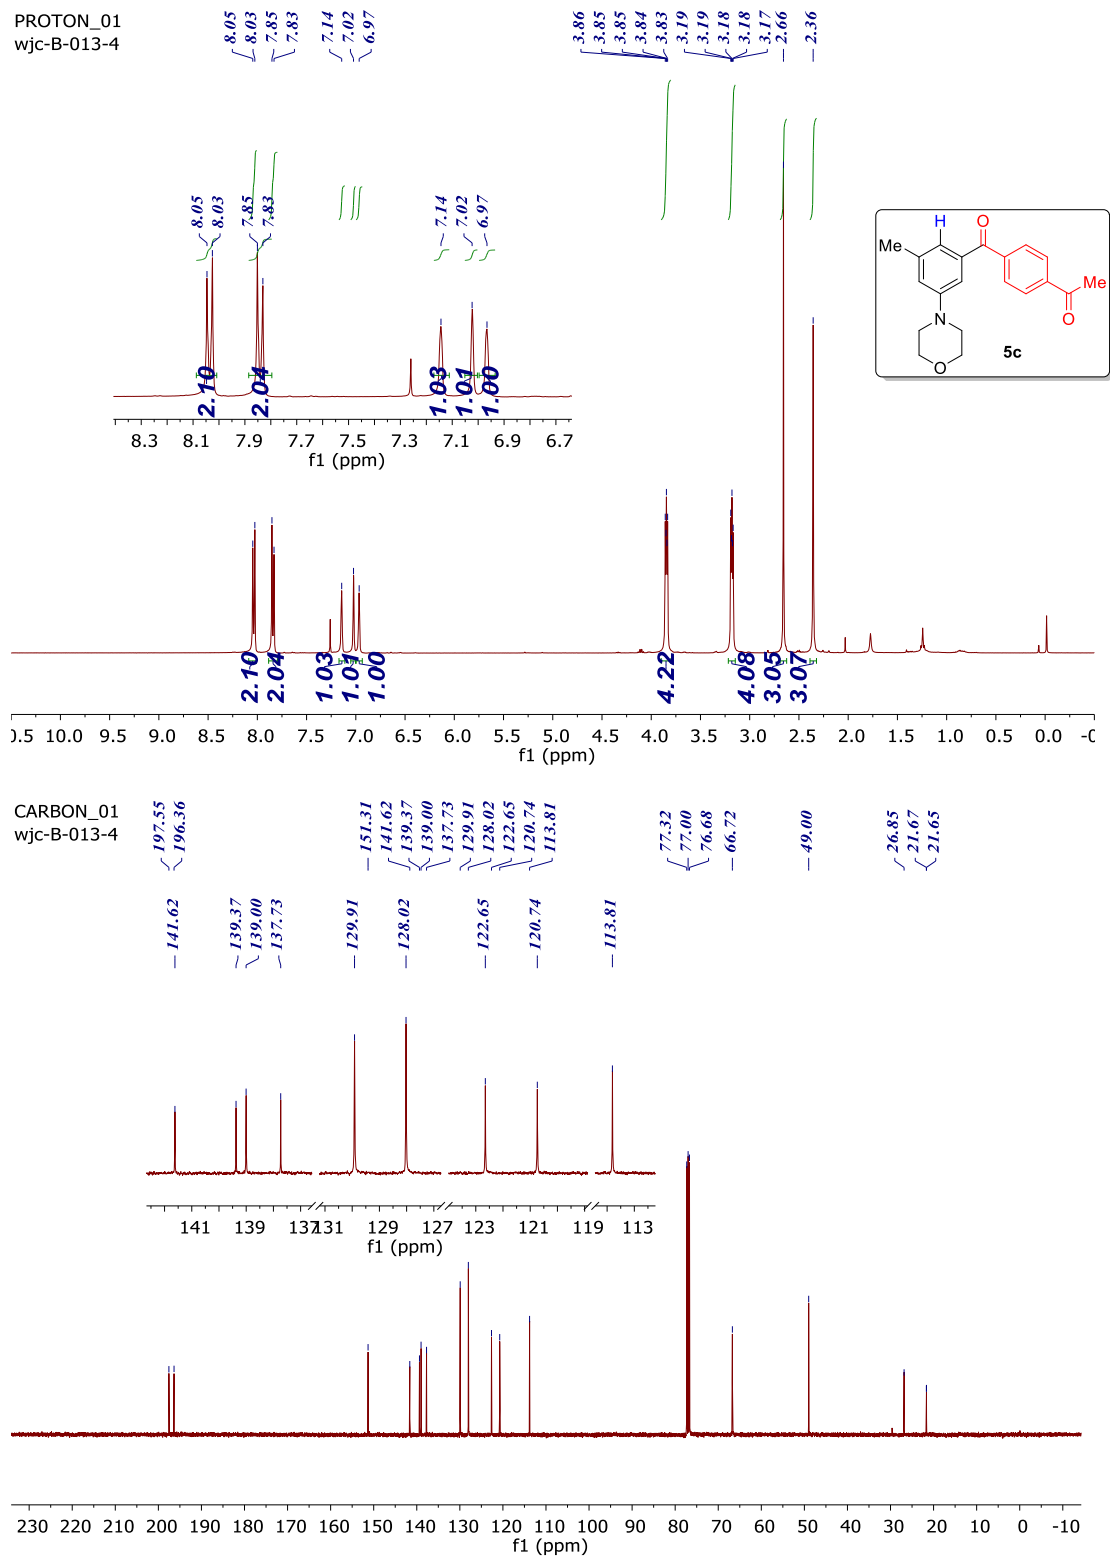 PROTON_01
wjc-B-013-4
8.05 8.03 7.85 7.83 7.14 7.02 6.97 3.86 3.85 3.85 3.84 3.83 3.19 3.19 3.18 3.18 3.17 2.66 2.36
8.05 8.03 7.85 7.83 7.14 7.02 6.97
H O
Me
Me
O
N
O
5c
2.10 2.04 1.03 1.01 1.00
8.3 8.1 7.9 7.7 7.5 7.3 7.1 6.9 6.7
f1 (ppm)
2.10 2.04 1.03 1.01 1.00 4.22 4.08 3.05 3.07
).5 10.0 9.5 9.0 8.5 8.0 7.5 7.0 6.5 6.0 5.5 5.0 4.5 4.0 3.5 3.0 2.5 2.0 1.5 1.0 0.5 0.0 -0
f1 (ppm)
CARBON_01
wjc-B-013-4
197.55 196.36 151.31 141.62 139.37 139.00 137.73 129.91 128.02 122.65 120.74 113.81 77.32 77.00 76.68 66.72 49.00 26.85 21.67 21.65
141.62 139.37 139.00 137.73 129.91 128.02 122.65 120.74 113.81
141 139 137 131 129 127 123 121 119 113
f1 (ppm)
230 220 210 200 190 180 170 160 150 140 130 120 110 100 90 80 70 60 50 40 30 20 10 0 -10
f1 (ppm)